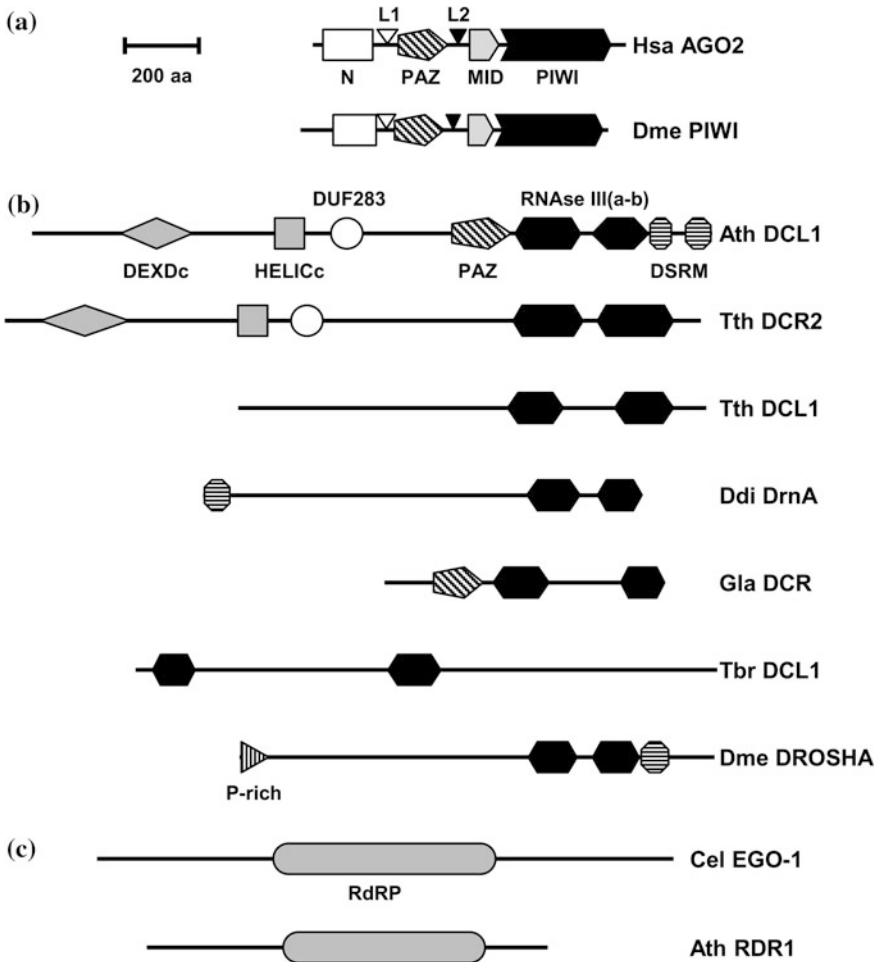 (a)
L1 L2
Hsa AGO2
200 aa
N PAZ MID PIWI
Dme PIWI
(b)
DUF283 RNAse III(a-b)
Ath DCL1
DEXDc HELICc PAZ DSRM
Tth DCR2
Tth DCL1
Ddi DrnA
Gla DCR
Tbr DCL1
Dme DROSHA
P-rich
(c)
Cel EGO-1
RdRP
Ath RDR1